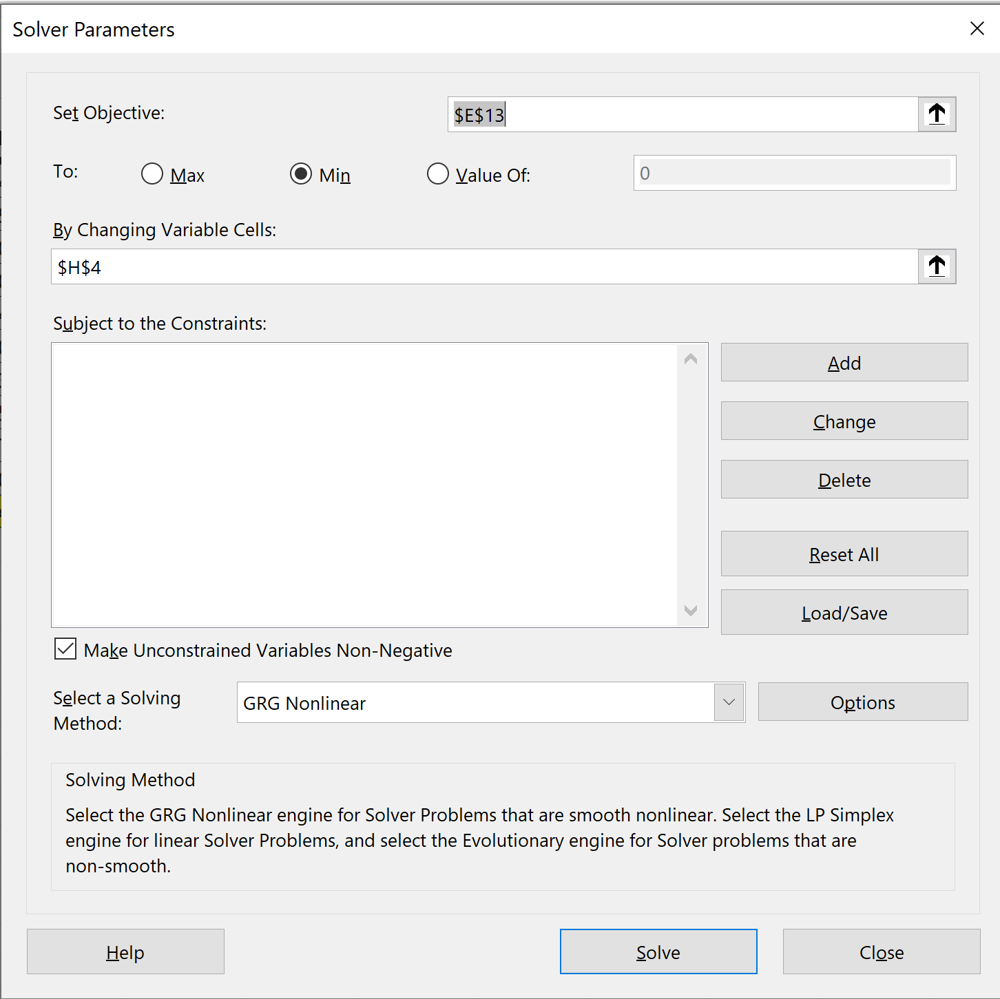 Solver Parameters
Set Objective:
$E$13
To:
Max
Min
Value Of:
0
By Changing Variable Cells:
$H$4
Subject to the Constraints:
Add
Change
Delete
Reset All
Load/Save
Make Unconstrained Variables Non-Negative
Select a Solving
Method:
GRG Nonlinear
Options
Solving Method
Select the GRG Nonlinear engine for Solver Problems that are smooth nonlinear. Select the LP Simplex
engine for linear Solver Problems, and select the Evolutionary engine for Solver problems that are
non-smooth.
Help
Solve
Close